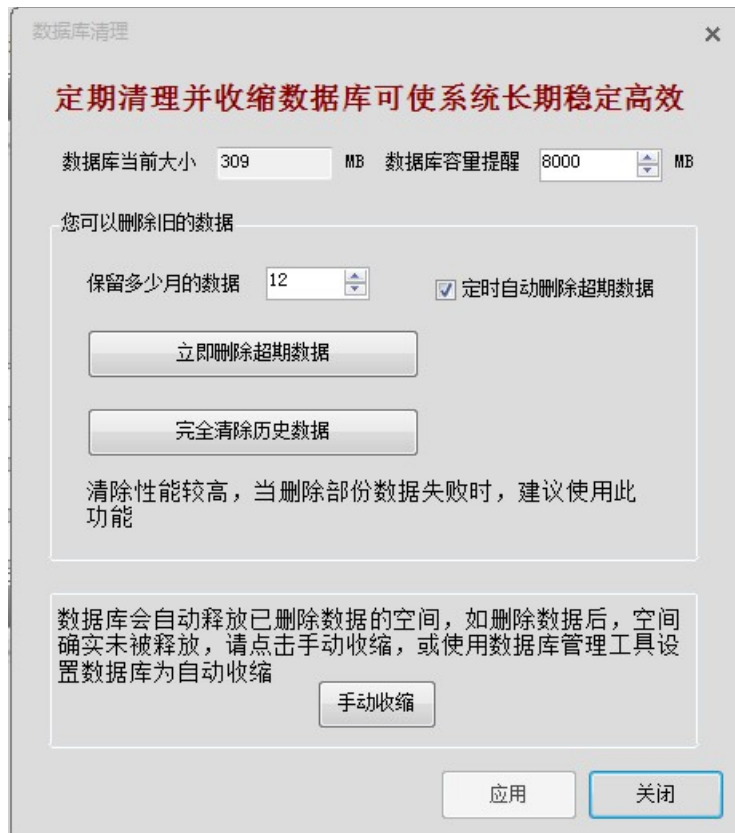 数据库清理
定期清理并收缩数据库可使系统长期稳定高效
数据库当前大小 309 MB 数据库容量提醒 8000 MB
您可以删除旧的数据
保留多少月的数据 12 定时自动删除超期数据
立即删除超期数据
完全清除历史数据
清除性能较高，当删除部份数据失败时，建议使用此
功能
数据库会自动释放已删除数据的空间，如删除数据后，空间
确实未被释放，请点击手动收缩，或使用数据库管理工具设
置数据库为自动收缩
手动收缩
应用 关闭